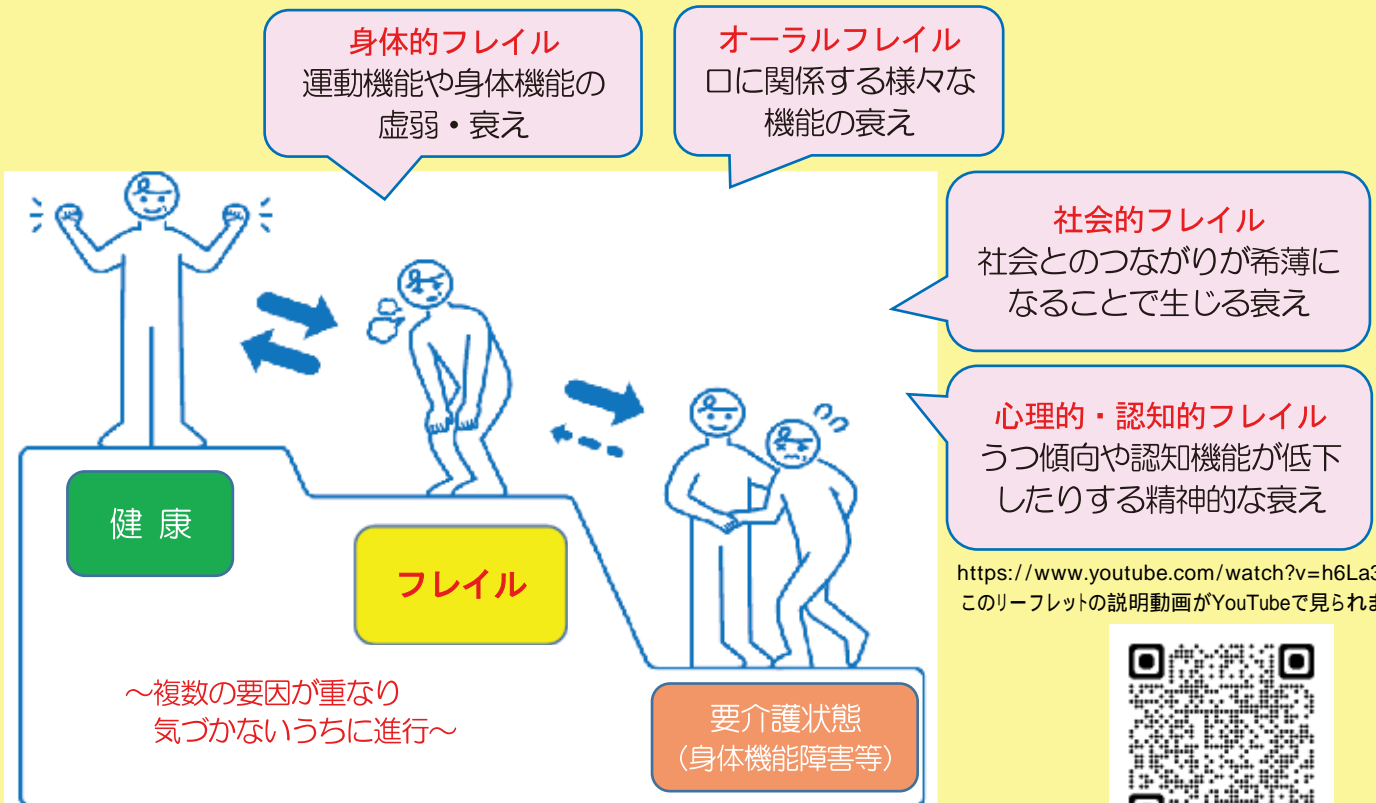 身体的フレイル
運動機能や身体機能の
虚弱・衰え
オーラルフレイル
口に関係する様々な
機能の衰え
社会的フレイル
社会とのつながりが希薄に
なることで生じる衰え
心理的・認知的フレイル
うつ傾向や認知機能が低下
したりする精神的な衰え
健 康
フレイル
～複数の要因が重なり
気づかないうちに進行～
要介護状態
（身体機能障害等）
https://www.youtube.com/watch?v=h6La3
このリーフレットの説明動画がYouTubeで見られま